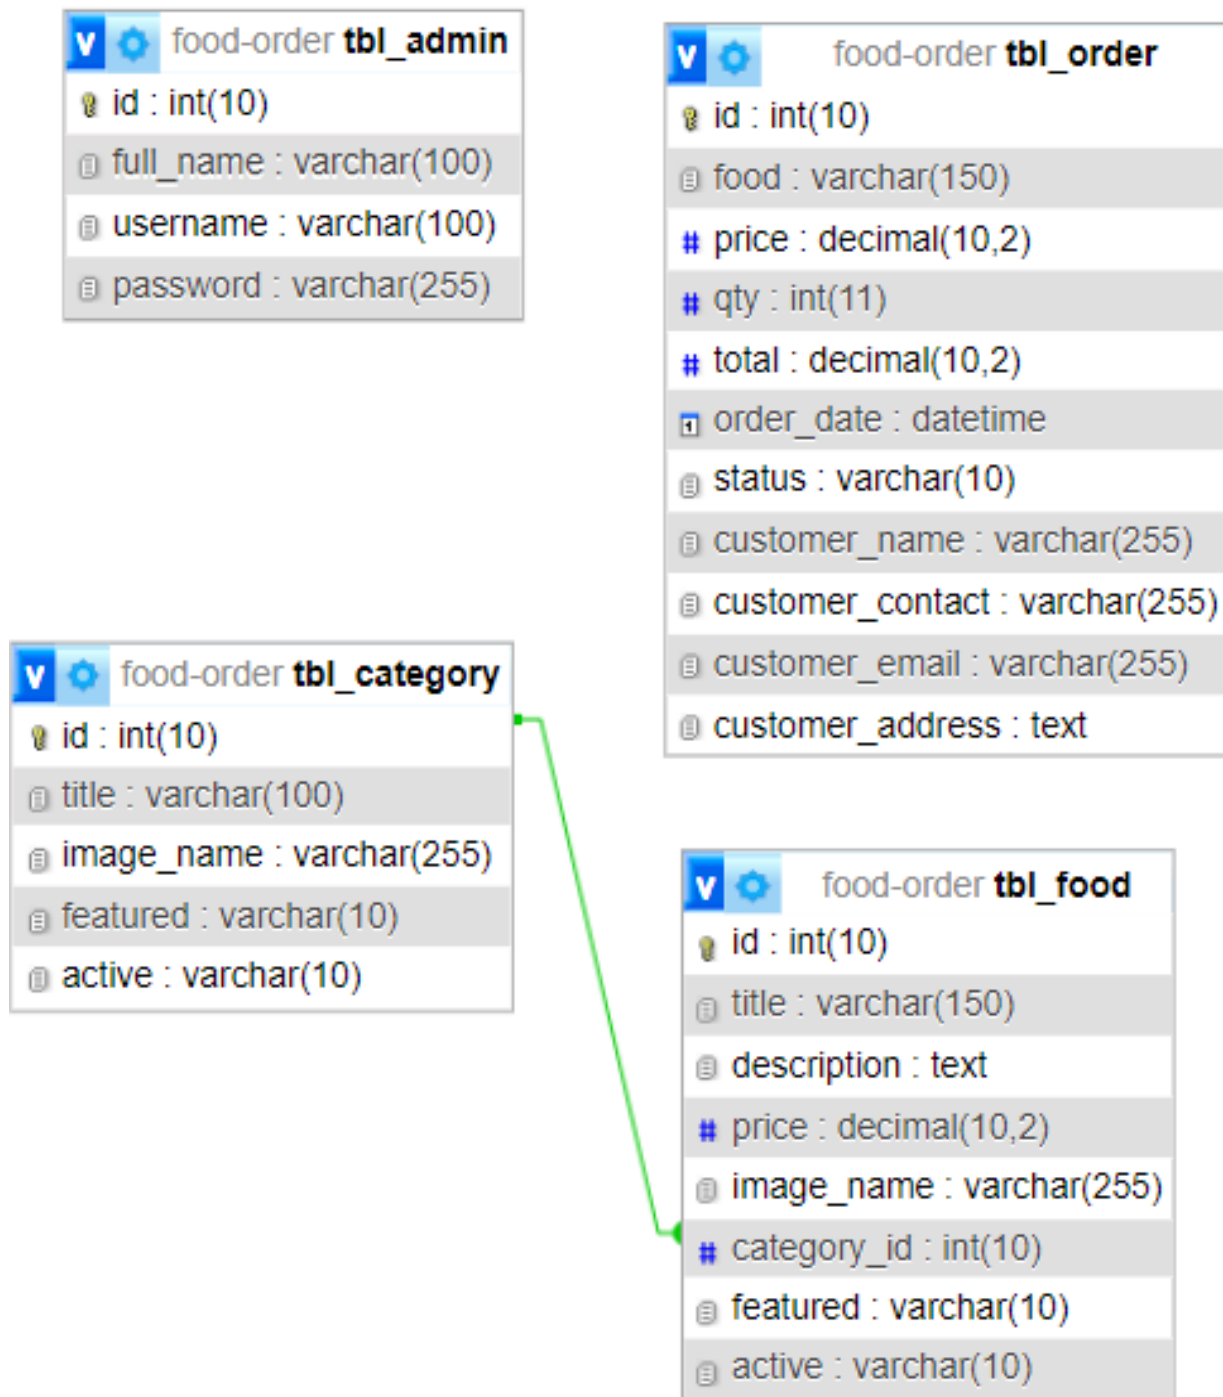 v food-order tbl_admin
id : int(10)
full_name : varchar(100)
username : varchar(100)
password : varchar(255)
v food-order tbl_order
id : int(10)
food : varchar(150)
# price : decimal(10,2)
# qty : int(11)
# total : decimal(10,2)
order_date : datetime
status : varchar(10)
customer_name : varchar(255)
customer_contact : varchar(255)
customer_email : varchar(255)
customer_address : text
v food-order tbl_category
id : int(10)
title : varchar(100)
image_name : varchar(255)
featured : varchar(10)
active : varchar(10)
v food-order tbl_food
id : int(10)
title : varchar(150)
description : text
# price : decimal(10,2)
image_name : varchar(255)
# category_id : int(10)
featured : varchar(10)
active : varchar(10)